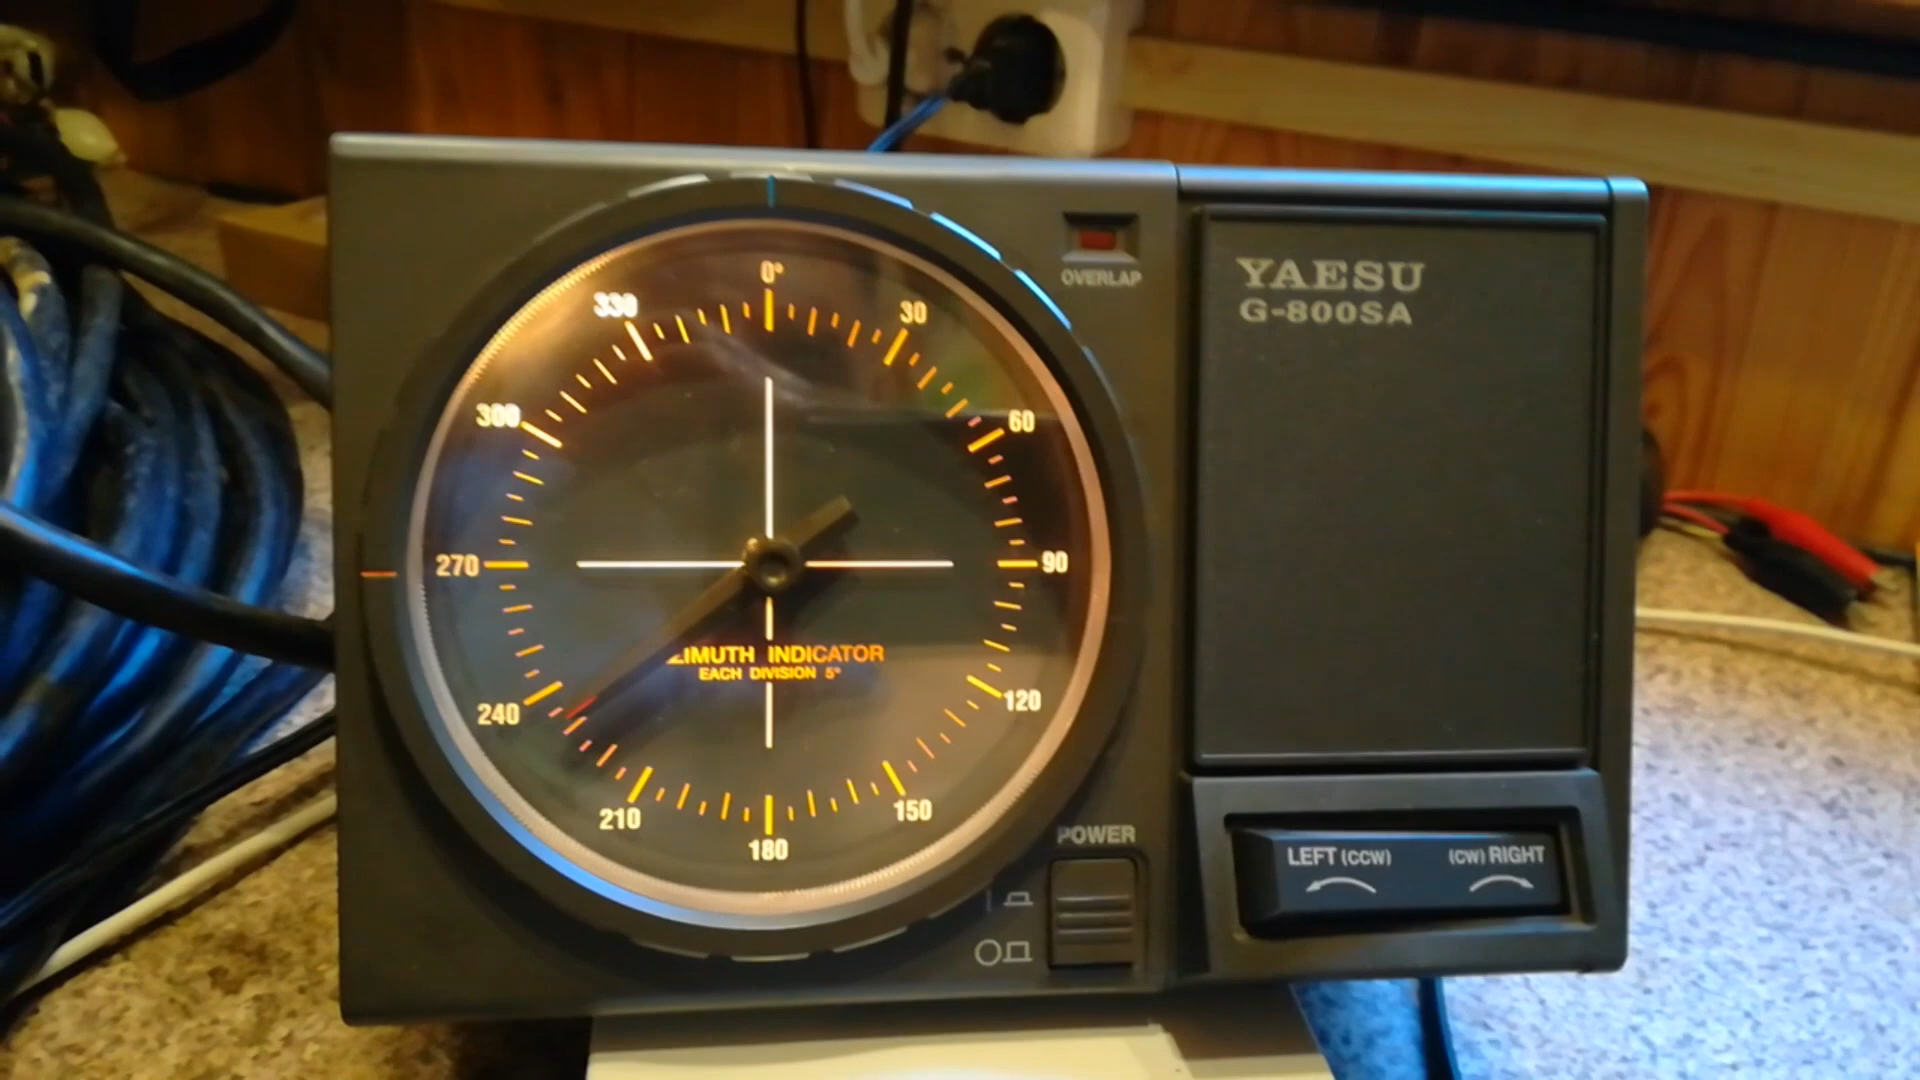 0°
330
30
300
60
270
90
240
120
210
150
180
ZIMUTH INDICATOR
EACH DIVISION 5°
OVERLAP
POWER
YAESU
G-800SA
LEFT (CCW)
(CW) RIGHT